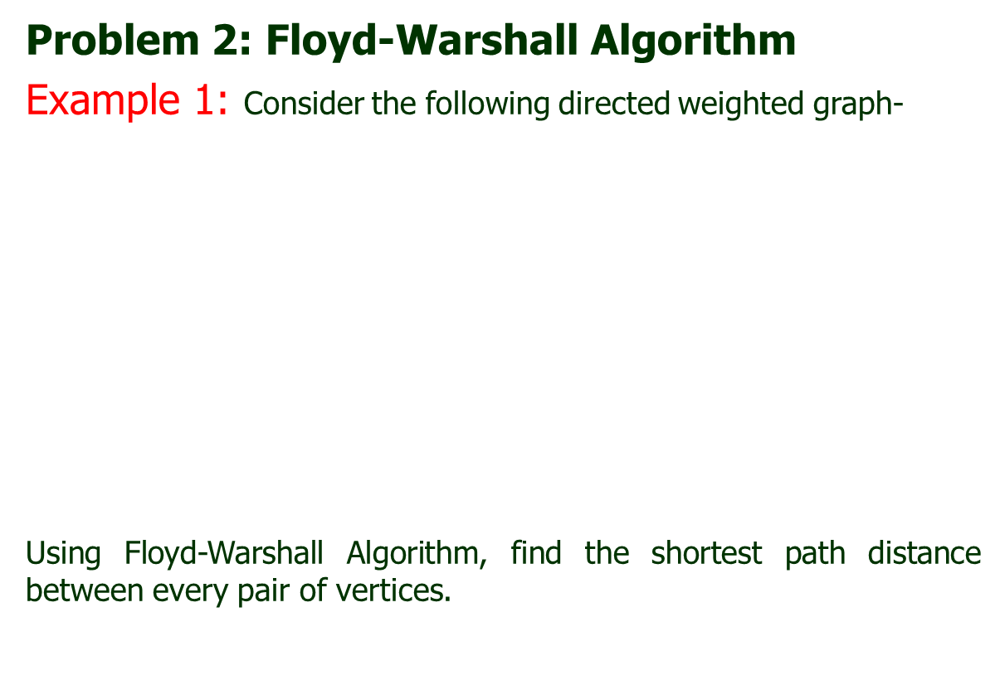 Problem 2: Floyd-Warshall Algorithm
Example 1: Consider the following directed weighted graph-
Using Floyd-Warshall Algorithm, find the shortest path distance
between every pair of vertices.